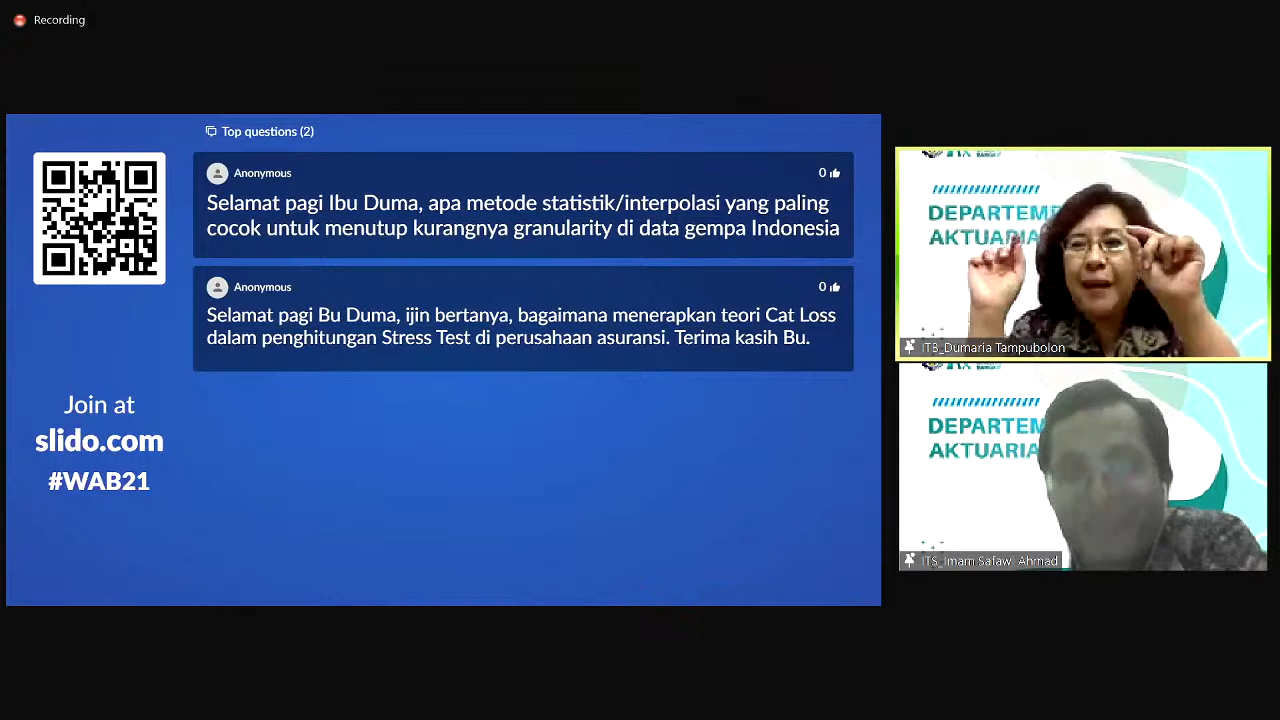 Recording
Top questions (2)
Anonymous
0
Selamat pagi Ibu Duma, apa metode statistik/interpolasi yang paling
cocok untuk menutup kurangnya granularity di data gempa Indonesia
Anonymous
0
Selamat pagi Bu Duma, ijin bertanya, bagaimana menerapkan teori Cat Loss
dalam penghitungan Stress Test di perusahaan asuransi. Terima kasih Bu.
Join at
slido.com
#WAB21
DEPARTEM
AKTUARIA
ITB_Dumaria Tampubolon
DEPARTEM
AKTUARIA
ITS_Imam Safawi Ahmad